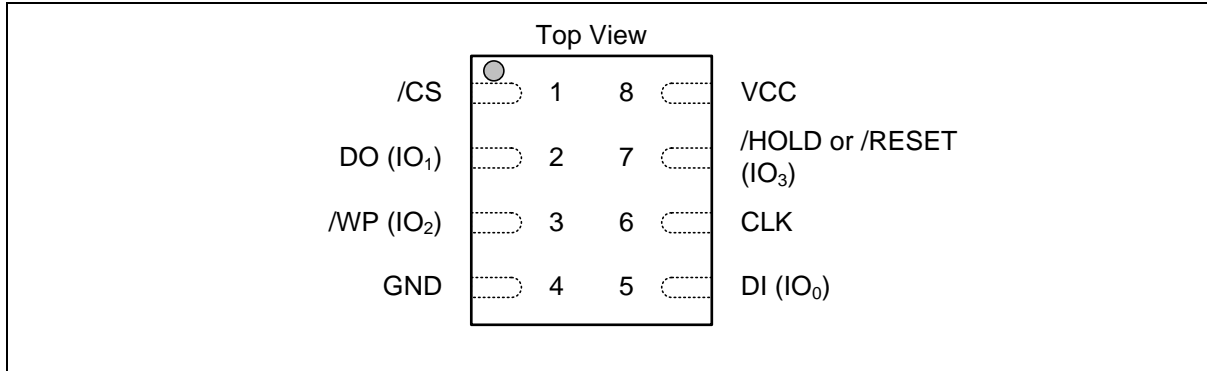 Top View
/CS 1 8 VCC
DO (IO₁) 2 7 /HOLD or /RESET
(IO₃)
/WP (IO₂) 3 6 CLK
GND 4 5 DI (IO₀)